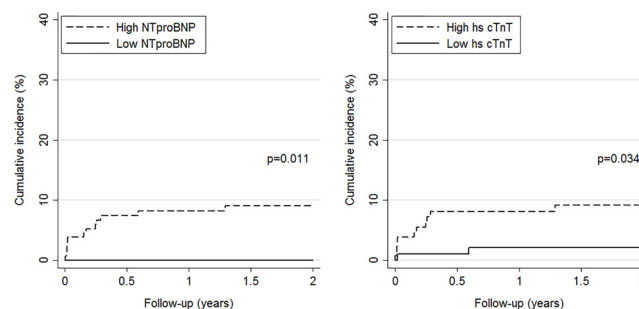 High NTproBNP
Low NTproBNP
Cumulative incidence (%)
40
30
20
10
0
p=0.011
0
0.5
1
1.5
2
Follow-up (years)
High hs cTnT
Low hs cTnT
Cumulative incidence (%)
40
30
20
10
0
p=0.034
0
0.5
1
1.5
Follow-up (years)